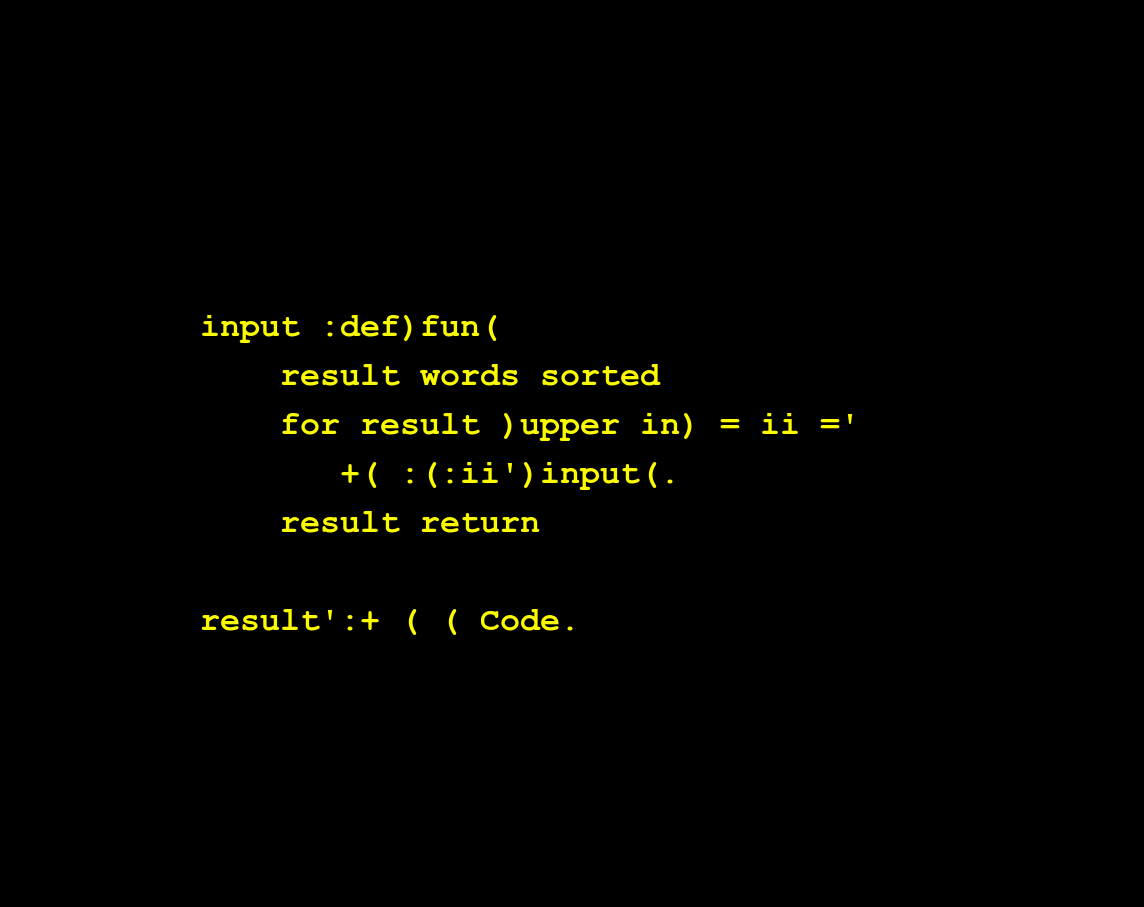 input :def)fun(
    result words sorted
    for result )upper in) = ii ='
       +( :(:ii')input(.
    result return

result':+ ( ( Code.